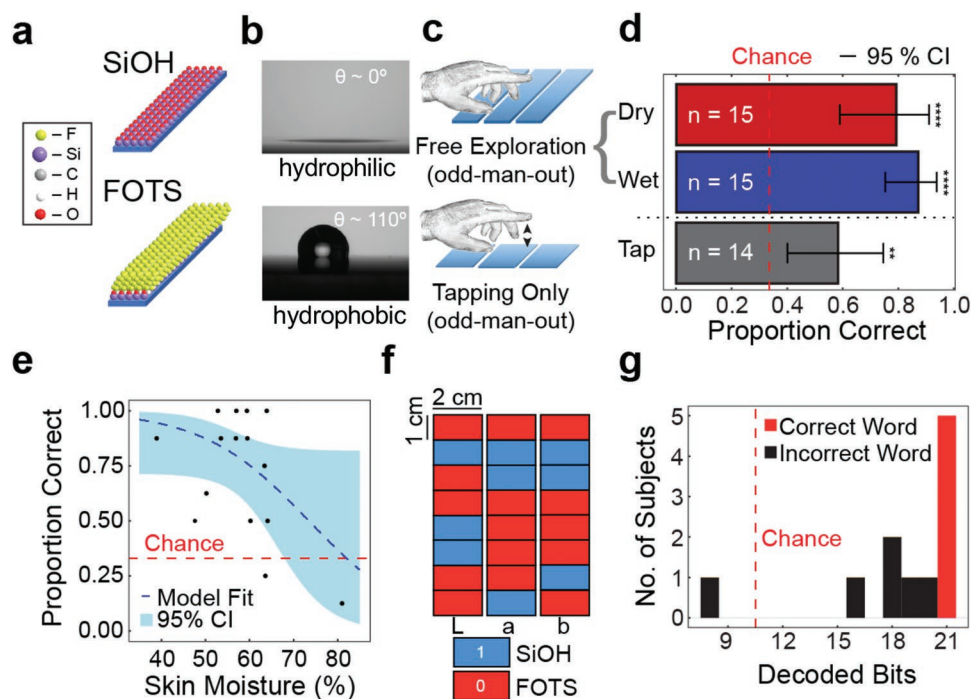 a
SiOH
– F
– Si
– C
– H
– O
FOTS
b
θ ~ 0º
hydrophilic
θ ~ 110º
hydrophobic
c
Free Exploration
(odd-man-out)
Tapping Only
(odd-man-out)
d
Chance
95 % CI
Dry
n = 15
****
Wet
n = 15
****
Tap
n = 14
**
0.0 0.2 0.4 0.6 0.8 1.0
Proportion Correct
e
Proportion Correct
1.00
0.75
0.50
0.25
0.00
Chance
Model Fit
95% CI
40 50 60 70 80
Skin Moisture (%)
f
2 cm
1 cm
L a b
1 SiOH
0 FOTS
g
No. of Subjects
5
4
3
2
1
0
Correct Word
Incorrect Word
Chance
9 12 15 18 21
Decoded Bits